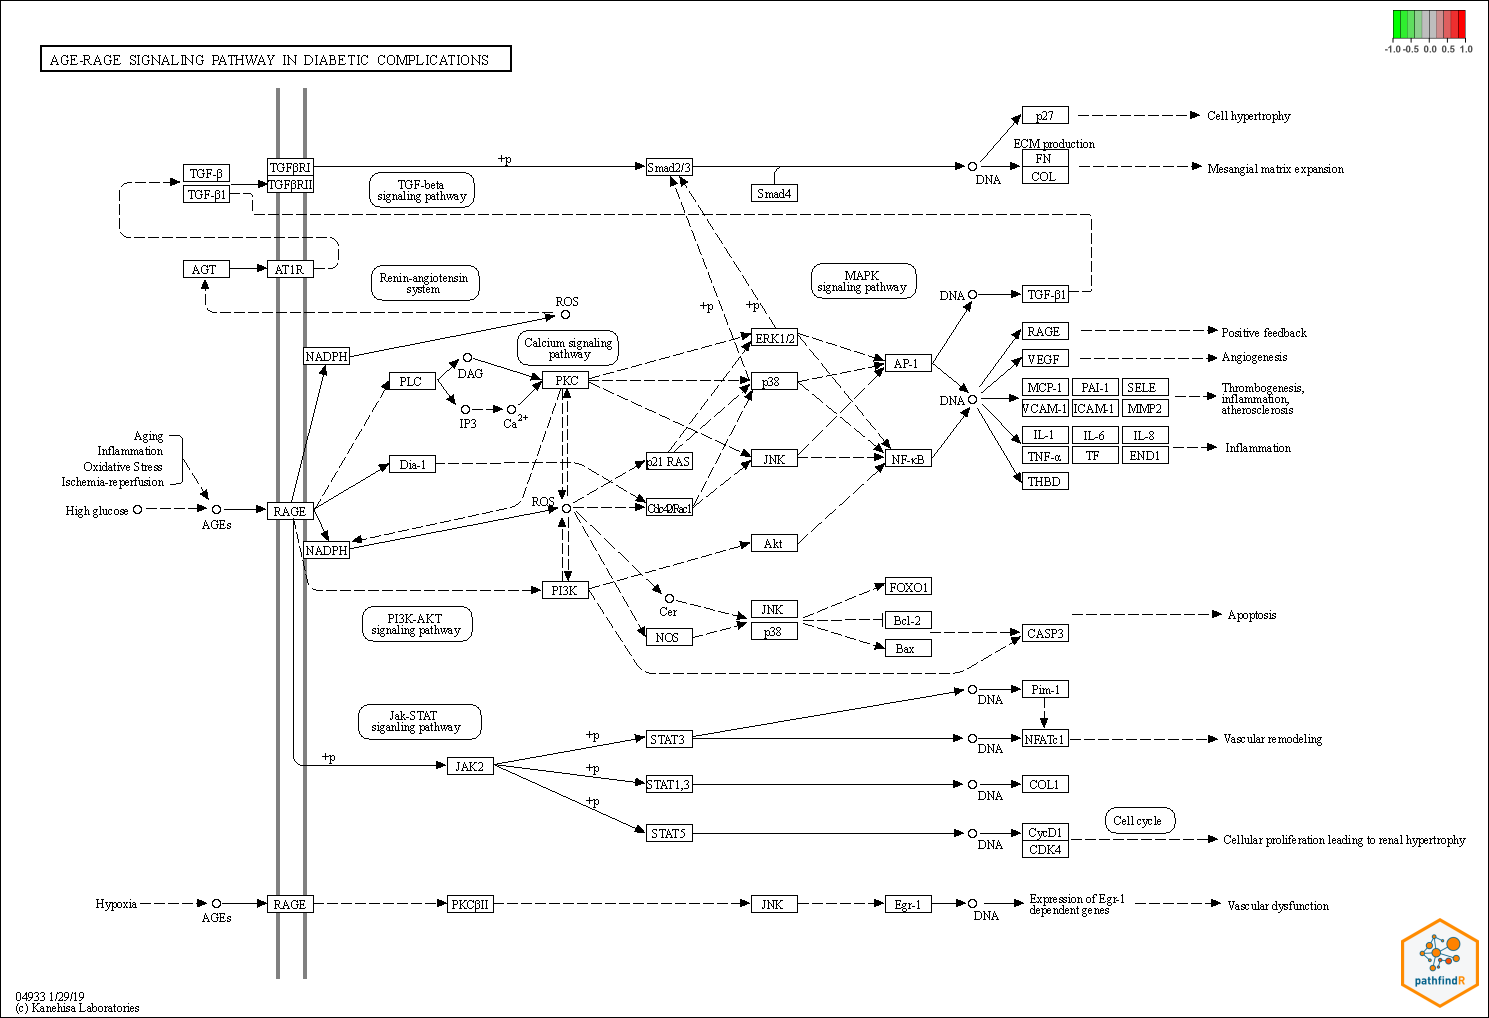 -1.0 -0.5 0.0 0.5 1.0
AGE-RAGE SIGNALING PATHWAY IN DIABETIC COMPLICATIONS
p27
Cell hypertrophy
ECM production
FN
COL
Mesangial matrix expansion
DNA
TGF-β
TGF-β1
TGFβRI
TGFβRII
+p
TGF-beta
signaling pathway
Smad2/3
Smad4
AGT
AT1R
Renin-angiotensin
system
MAPK
signaling pathway
ROS
+p
+p
DNA
TGF-β1
NADPH
Calcium signaling
pathway
ERK1/2
RAGE
Positive feedback
PLC
DAG
PKC
p38
AP-1
VEGF
Angiogenesis
IP3
Ca2+
DNA
MCP-1
PAI-1
SELE
VCAM-1
ICAM-1
MMP2
Thrombogenesis,
inflammation,
atherosclerosis
Aging
Inflammation
Oxidative Stress
Ischemia-reperfusion
Dia-1
p21 RAS
JNK
NF-κB
IL-1
IL-6
IL-8
TNF-α
TF
END1
Inflammation
THBD
High glucose
AGEs
RAGE
ROS
NADPH
Akt
PI3K
PI3K-AKT
signaling pathway
Cer
NOS
JNK
p38
FOXO1
Bcl-2
Bax
CASP3
Apoptosis
Jak-STAT
siganling pathway
+p
JAK2
+p
+p
+p
STAT3
STAT1,3
STAT5
DNA
Pim-1
DNA
NFATc1
Vascular remodeling
DNA
COL1
DNA
CycD1
CDK4
Cell cycle
Cellular proliferation leading to renal hypertrophy
Hypoxia
AGEs
RAGE
PKCβII
JNK
Egr-1
DNA
Expression of Egr-1
dependent genes
Vascular dysfunction
04933 1/29/19
(c) Kanehisa Laboratories
pathfindR